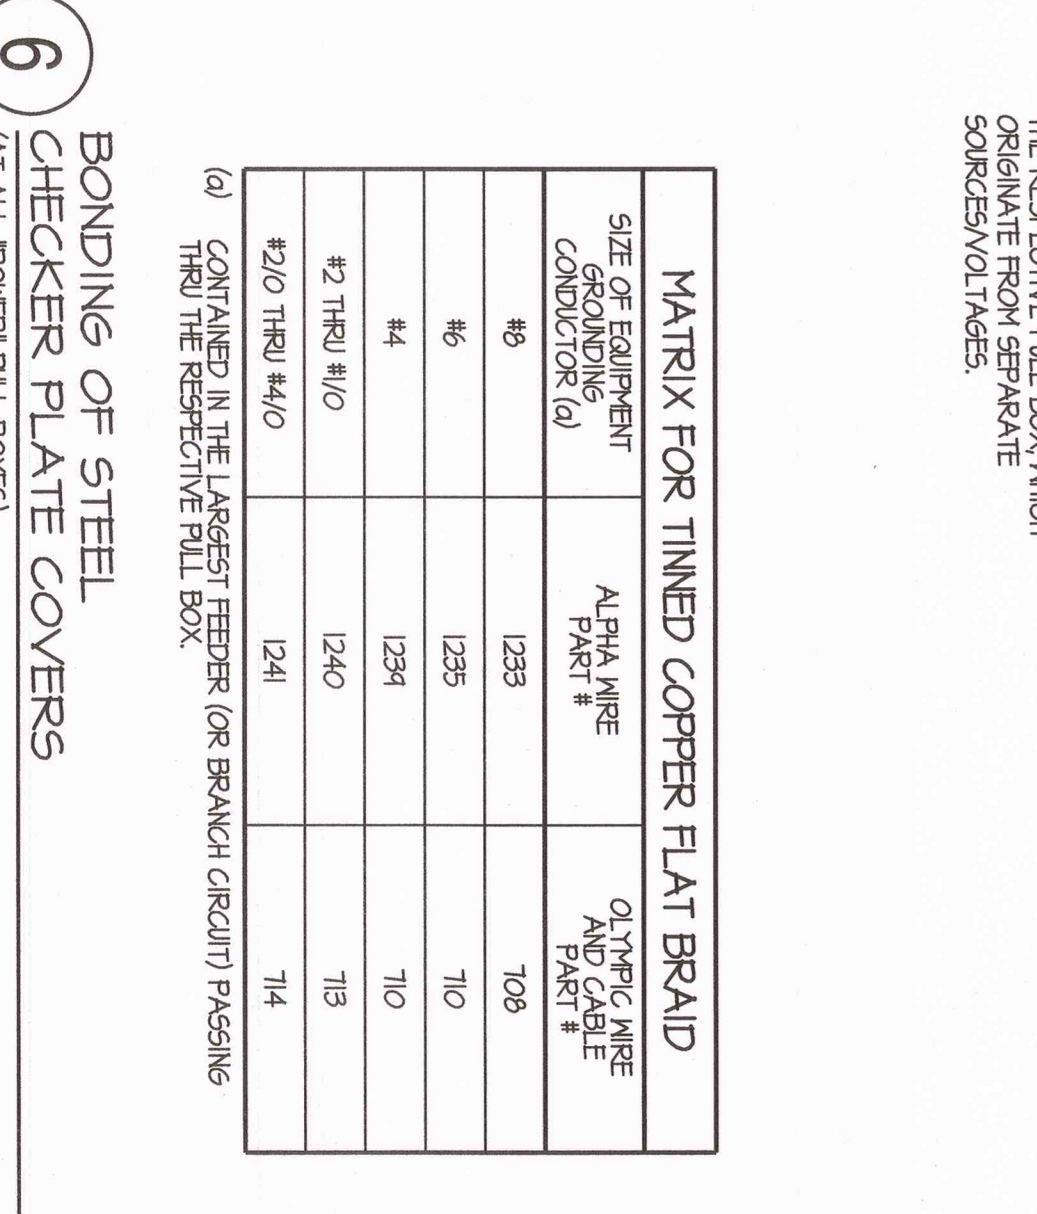 ORIGINATE FROM SEPARATE
SOURCES/VOLTAGES.
MATRIX FOR TINNED COPPER FLAT BRAID
SIZE OF EQUIPMENT
GROUNDING
CONDUCTOR (a)
ALPHA WIRE
PART #
OLYMPIC WIRE
AND CABLE
PART #
#8 1233 708
#6 1235 710
#4 1239 710
#2 THRU #1/0 1240 713
#2/0 THRU #4/0 1241 714
(a) CONTAINED IN THE LARGEST FEEDER (OR BRANCH CIRCUIT) PASSING
THRU THE RESPECTIVE PULL BOX.
6
BONDING OF STEEL
CHECKER PLATE COVERS